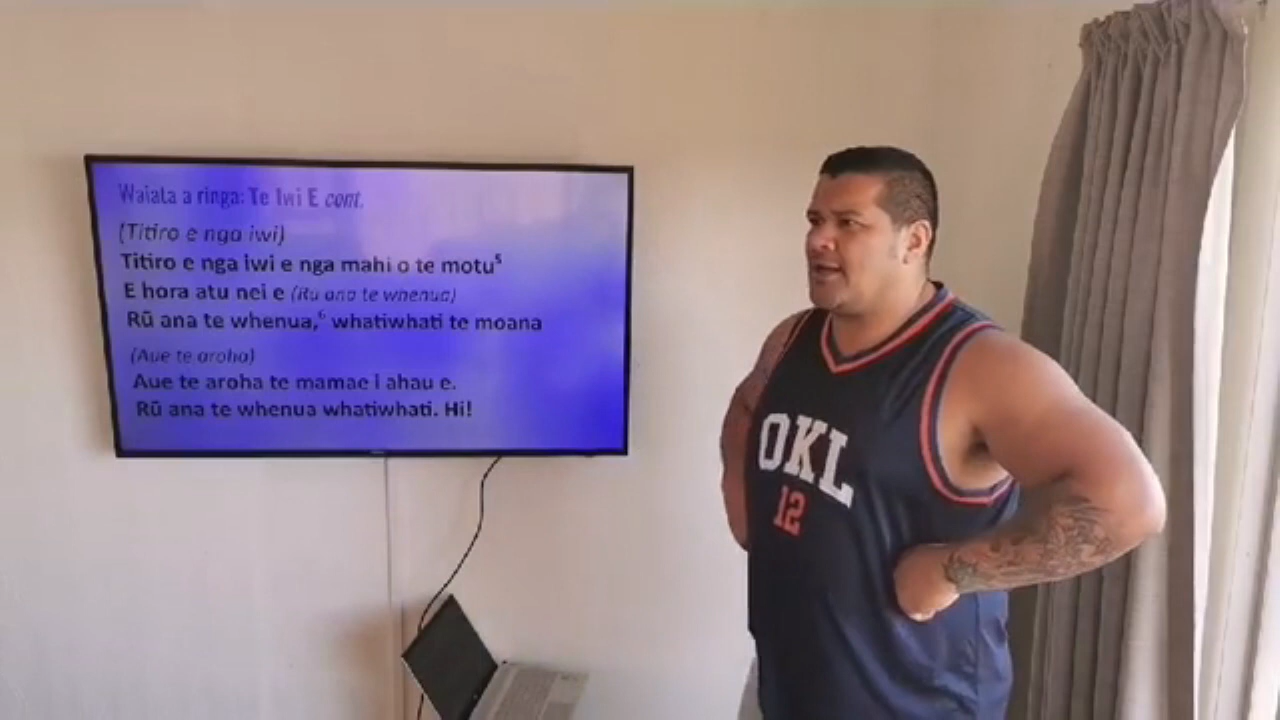 Waiata a ringa: Te Iwi E cont.
(Titiro e nga iwi)
Titiro e nga iwi e nga mahi o te motu⁵
E hora atu nei e (Ru ana te whenua)
Rū ana te whenua,⁶ whatiwhati te moana
(Aue te aroha)
Aue te aroha te mamae i ahau e.
Rū ana te whenua whatiwhati. Hi!
OKL
12